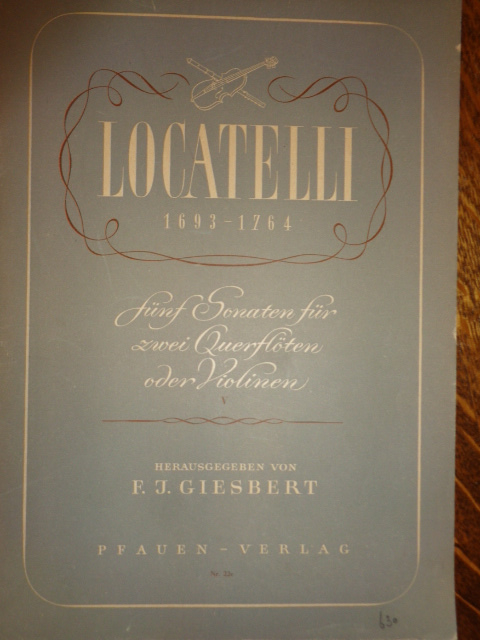 LOCATELLI
1693-1764
fünf Sonaten für
zwei Querflöten
oder Violinen
V
HERAUSGEGEBEN VON
F. J. GIESBERT
PFAUEN-VERLAG